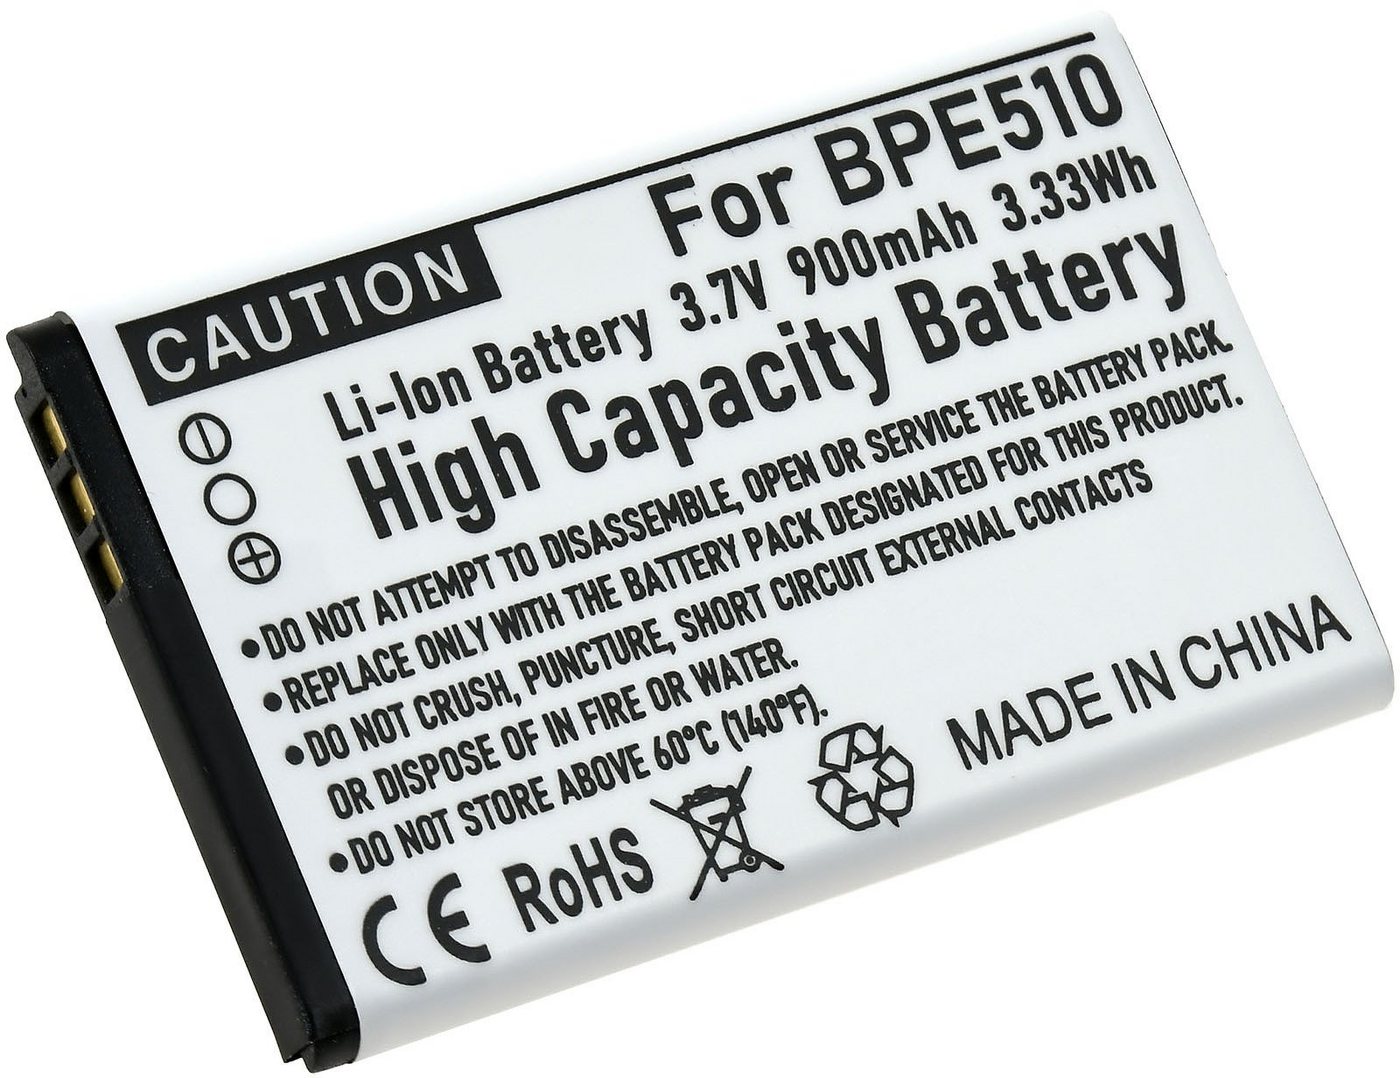 For BPE510
CAUTION
Li-Ion Battery 3.7V 900mAh 3.33Wh
High Capacity Battery
•DO NOT ATTEMPT TO DISASSEMBLE, OPEN OR SERVICE THE BATTERY PACK.
•REPLACE ONLY WITH THE BATTERY PACK DESIGNATED FOR THIS PRODUCT.
•DO NOT CRUSH, PUNCTURE, SHORT CIRCUIT EXTERNAL CONTACTS
OR DISPOSE OF IN FIRE OR WATER.
•DO NOT STORE ABOVE 60°C (140°F).
CE RoHS
MADE IN CHINA